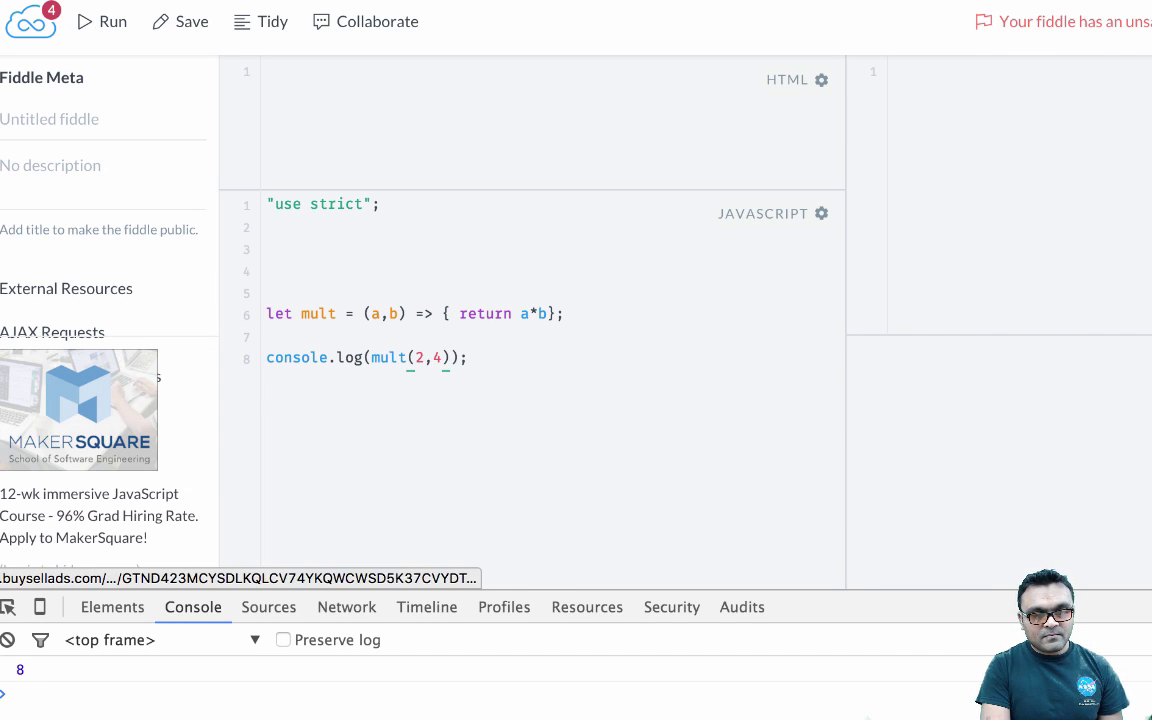 4
Run
Save
Tidy
Collaborate
Your fiddle has an uns
Fiddle Meta
Untitled fiddle
No description
Add title to make the fiddle public.
External Resources
AJAX Requests
s
MAKERSQUARE
School of Software Engineering
12-wk immersive JavaScript
Course - 96% Grad Hiring Rate.
Apply to MakerSquare!
1
HTML
1
1 "use strict";
JAVASCRIPT
2
3
4
5
6 let mult = (a,b) => { return a*b};
7
8 console.log(mult(2,4));
.buysellads.com/.../GTND423MCYSDLKQLCV74YKQWCWSD5K37CVYDT...
Elements Console Sources Network Timeline Profiles Resources Security Audits
<top frame> ▼ Preserve log
8
>
NASA